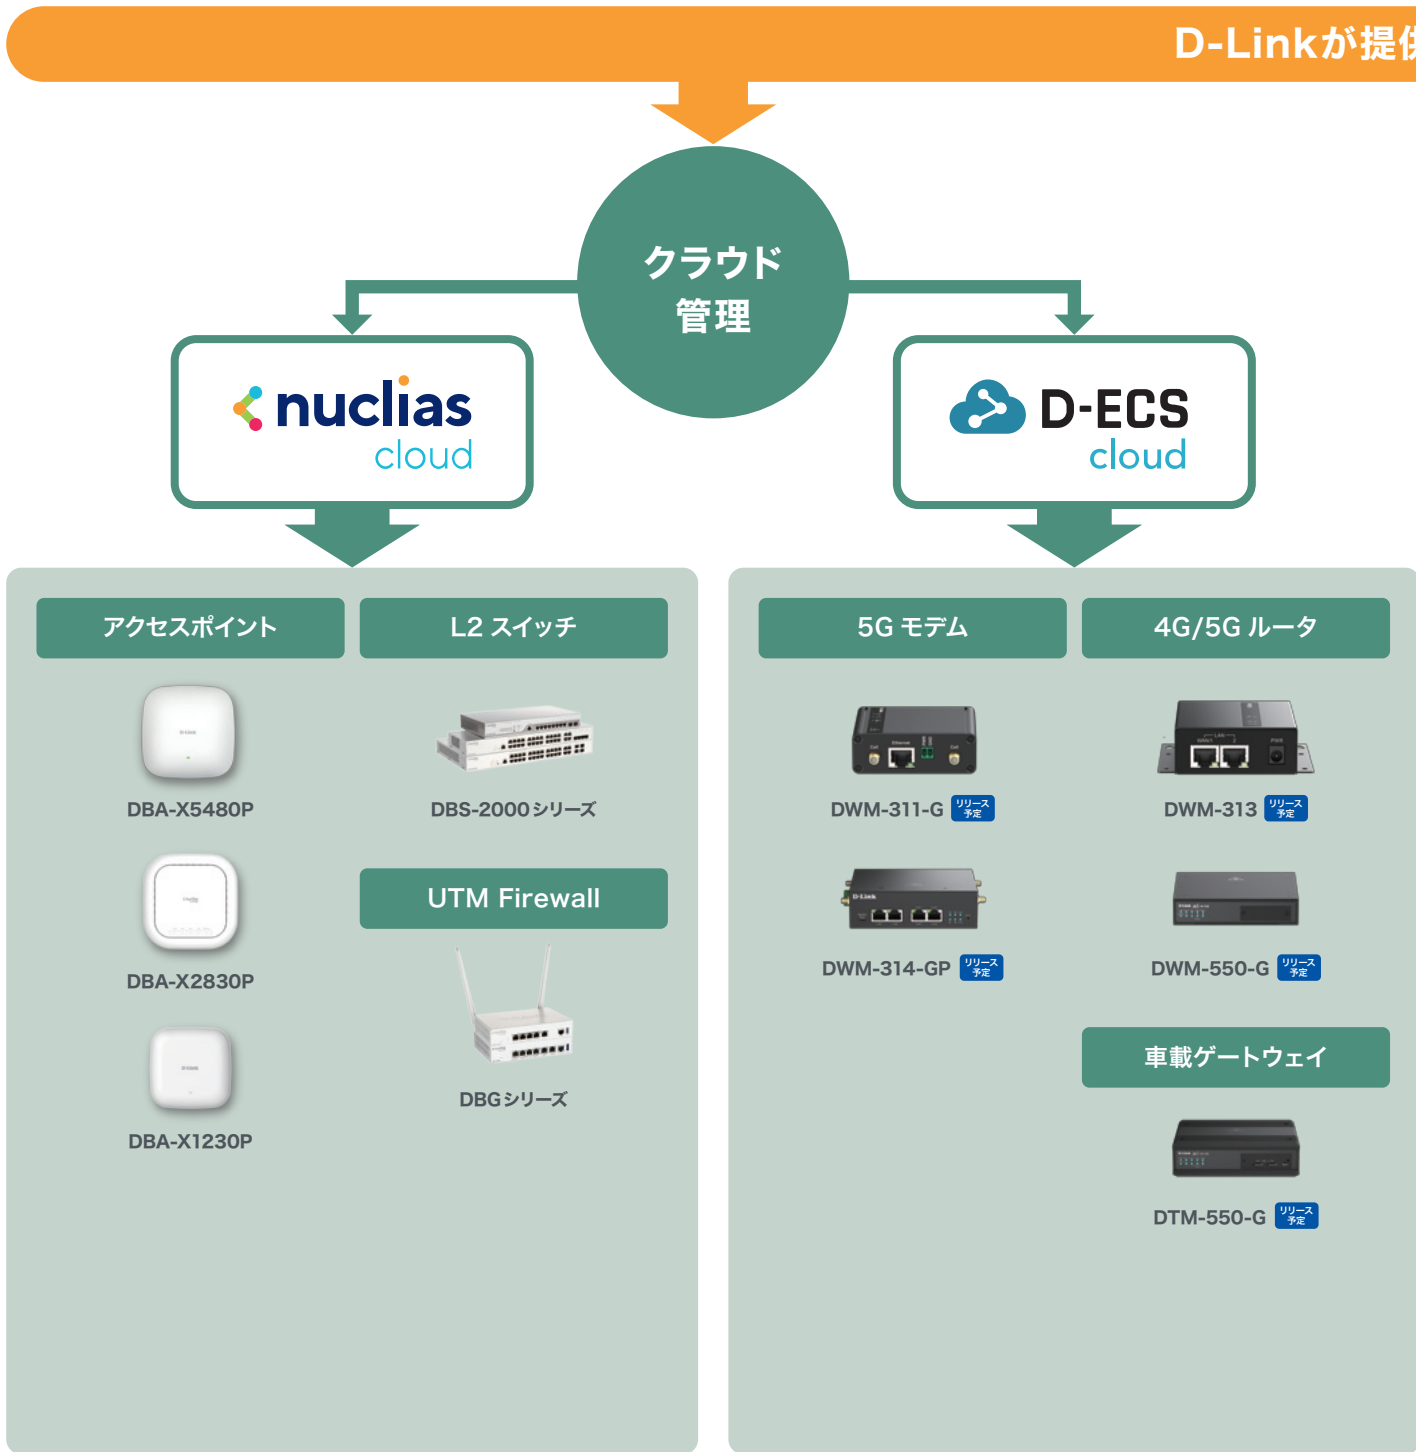 D-Linkが提供
クラウド
管理
nuclias
cloud
D-ECS
cloud
アクセスポイント
L2 スイッチ
DBA-X5480P
DBS-2000シリーズ
DBA-X2830P
UTM Firewall
DBGシリーズ
DBA-X1230P
5G モデム
4G/5G ルータ
DWM-311-G リリース
予定
DWM-313 リリース
予定
D-Link
DWM-314-GP リリース
予定
DWM-550-G リリース
予定
車載ゲートウェイ
DTM-550-G リリース
予定